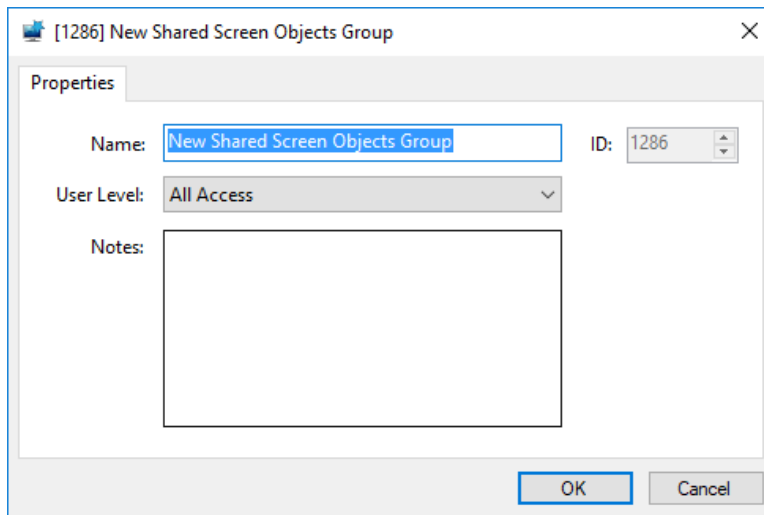 [1286] New Shared Screen Objects Group
Properties
Name: New Shared Screen Objects Group ID: 1286
User Level: All Access
Notes:
OK Cancel